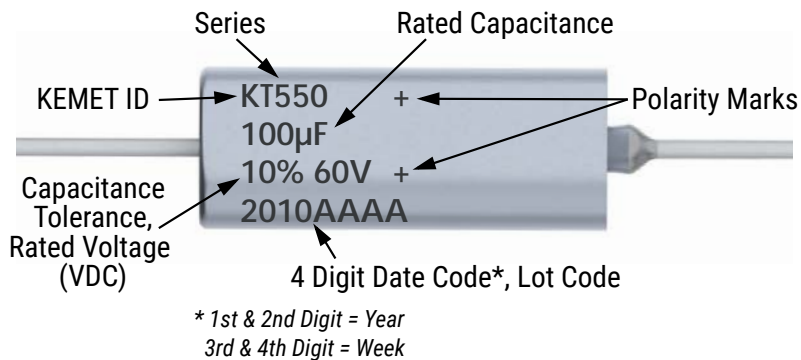 Series
Rated Capacitance
KEMET ID
KT550 +
Polarity Marks
100µF
10% 60V +
2010AAAA
Capacitance
Tolerance,
Rated Voltage
(VDC)
4 Digit Date Code*, Lot Code
* 1st & 2nd Digit = Year
3rd & 4th Digit = Week